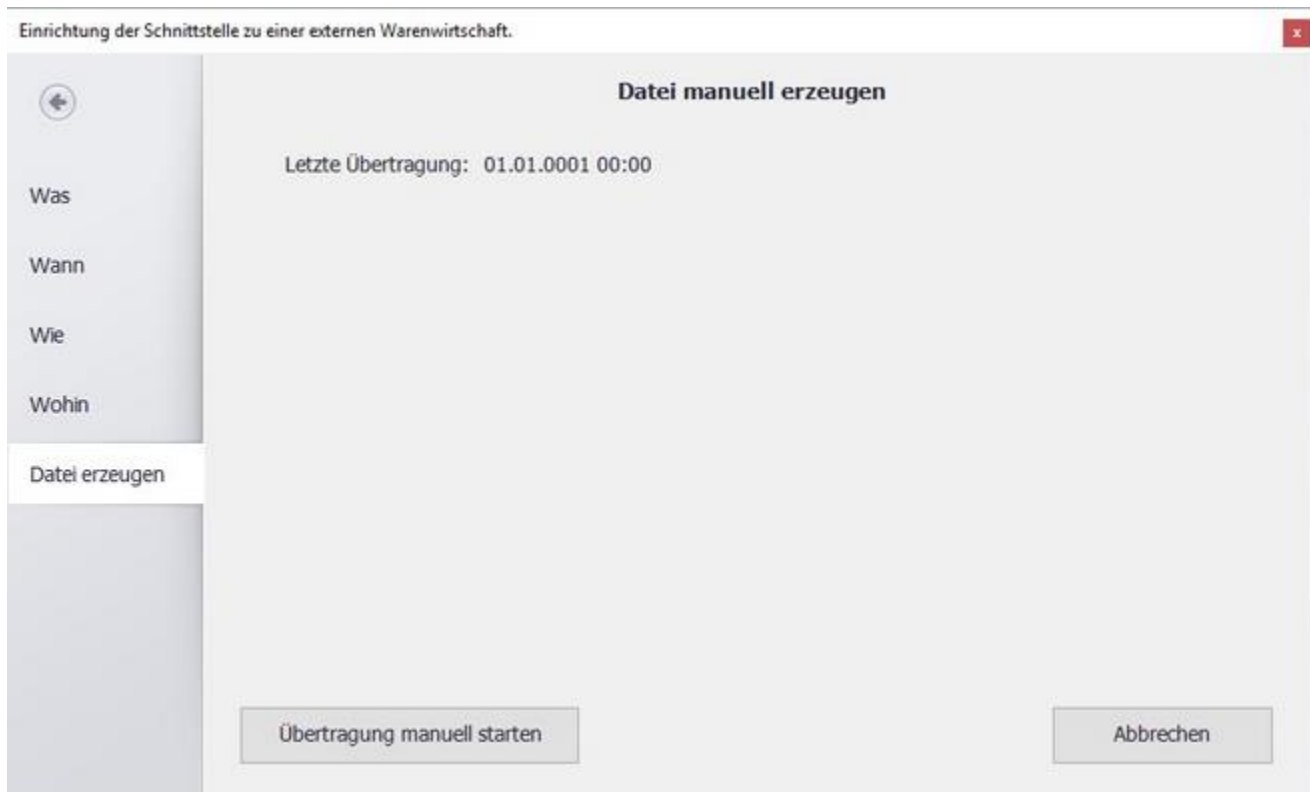 Einrichtung der Schnittstelle zu einer externen Warenwirtschaft.
x
Datei manuell erzeugen
Letzte Übertragung: 01.01.0001 00:00
Was
Wann
Wie
Wohin
Datei erzeugen
Übertragung manuell starten
Abbrechen